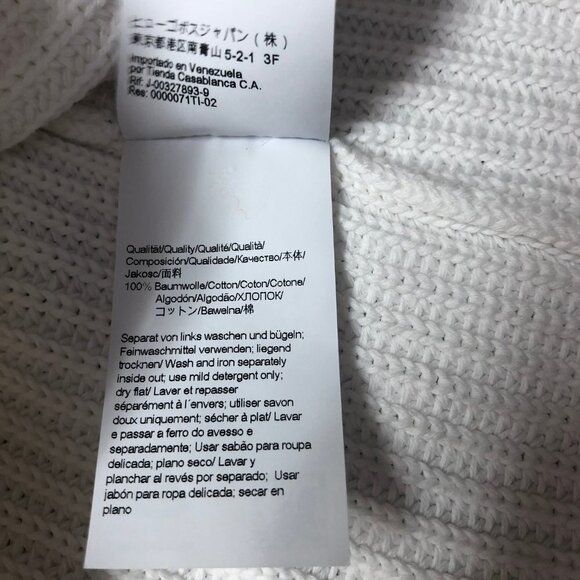 ヒューゴボスジャパン(株)
東京都港区南青山 5-2-1 3F
Importado en Venezuela
por Tienda Casablanca C.A.
Rif: J-00327893-9
Res: 0000071TI-02
Qualität/Quality/Qualité/Qualità/
Composición/Qualidade/Качество/本体/
Jakosc/面料
100% Baumwolle/Cotton/Coton/Cotone/
Algodón/Algodão/ХЛОПОК/
コットン/Bawelna/棉
Separat von links waschen und bügeln;
Feinwaschmittel verwenden; liegend
trocknen/ Wash and iron separately
inside out; use mild detergent only;
dry flat/ Laver et repasser
séparément à l´envers; utiliser savon
doux uniquement; sécher à plat/ Lavar
e passar a ferro do avesso e
separadamente; Usar sabão para roupa
delicada; plano seco/ Lavar y
planchar al revés por separado; Usar
jabón para ropa delicada; secar en
plano